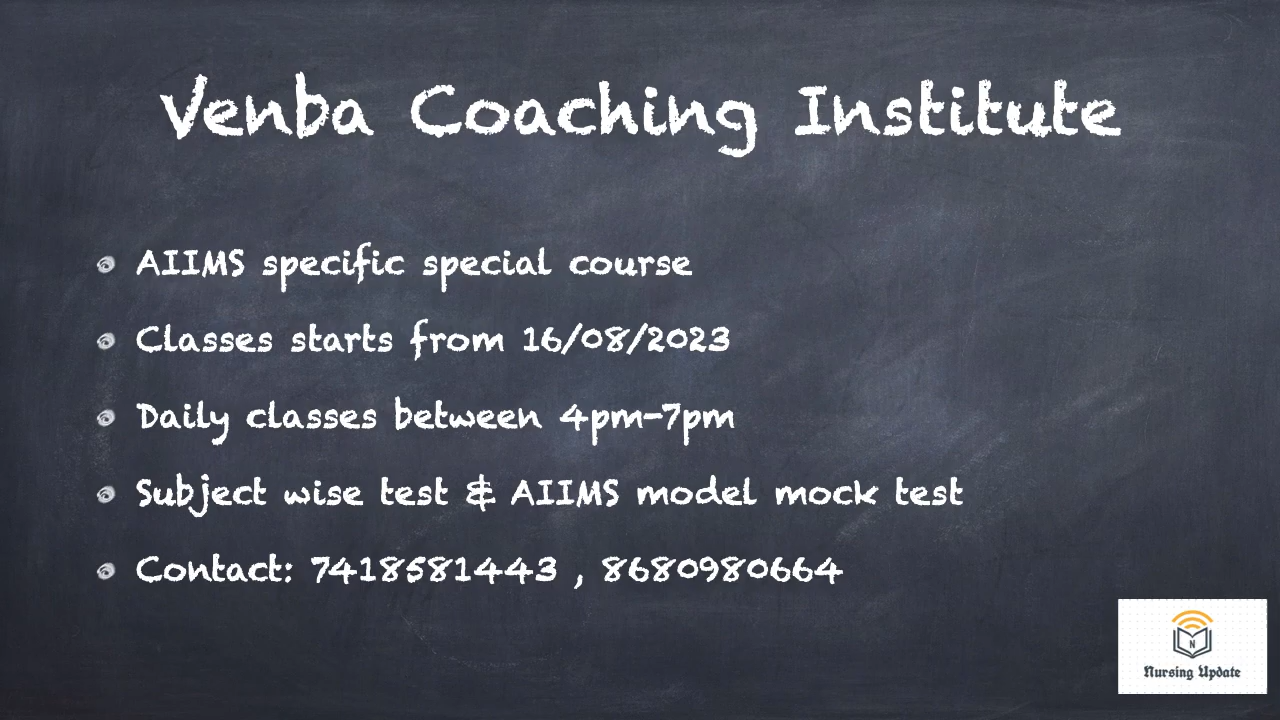 Venba Coaching Institute
AIIMS specific special course
Classes starts from 16/08/2023
Daily classes between 4pm-7pm
Subject wise test & AIIMS model mock test
Contact: 7418581443 , 8680980664
N
Nursing Update